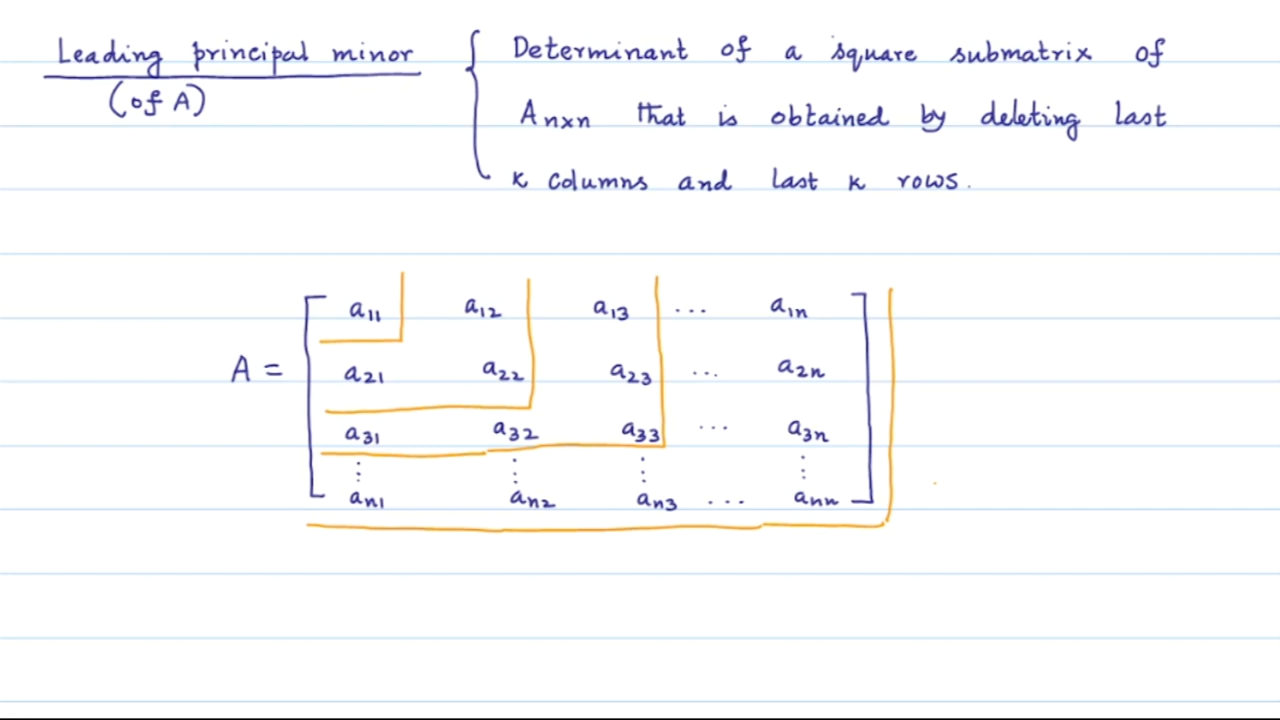 Leading principal minor
(of A)
Determinant of a square submatrix of
Anxn that is obtained by deleting last
k columns and last k rows.
a11 a12 a13 ... a1n
A = a21 a22 a23 ... a2n
a31 a32 a33 ... a3n
⋮ ⋮ ⋮ ⋮
an1 an2 an3 ... ann